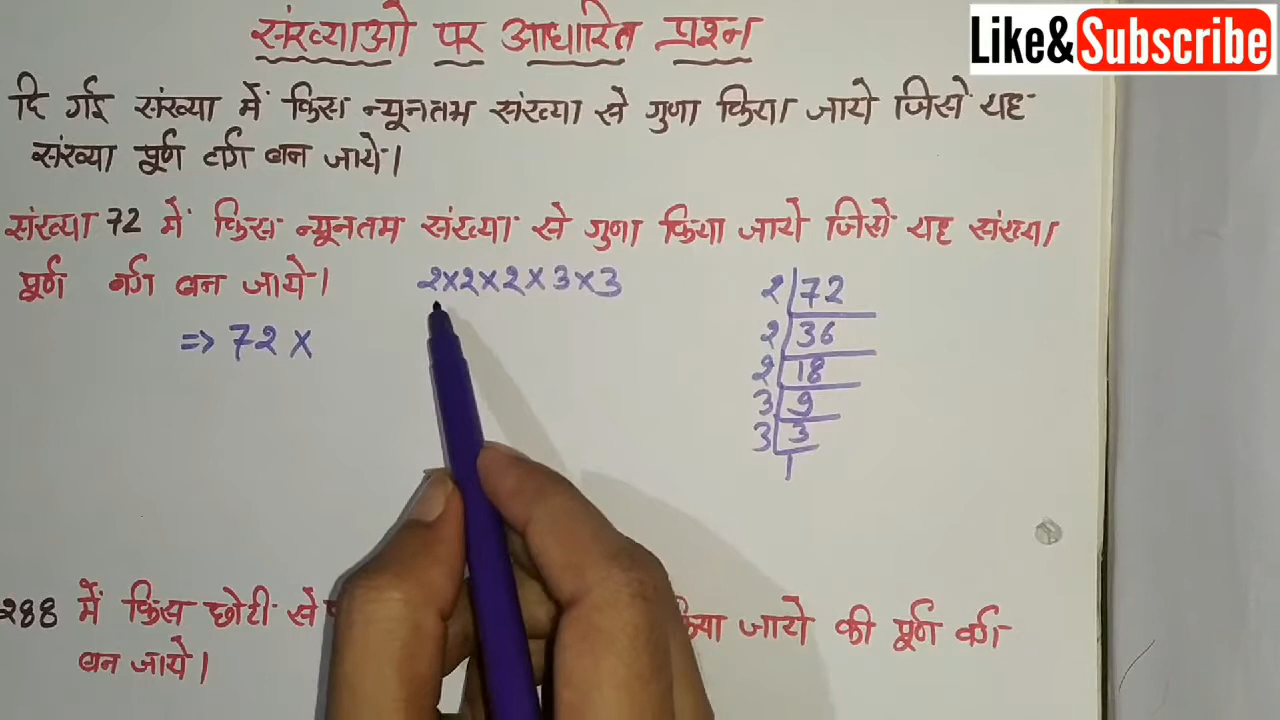 संख्याओ पर आधारित प्रश्न
Like&Subscribe
दि गई संख्या में किस न्यूनतम संख्या से गुणा किया जाये जिसे यह
संख्या पूर्ण वर्ग बन जाये।
संख्या 72 में किस न्यूनतम संख्या से गुणा किया जाये जिसे यह संख्या
पूर्ण वर्ग बन जाये।
2×2×2×3×3
=> 72 ×
2 72
2 36
2 18
3 9
3 3
1
288 में किस छोटी से
किया जाये की पूर्ण वर्ग
बन जाये।